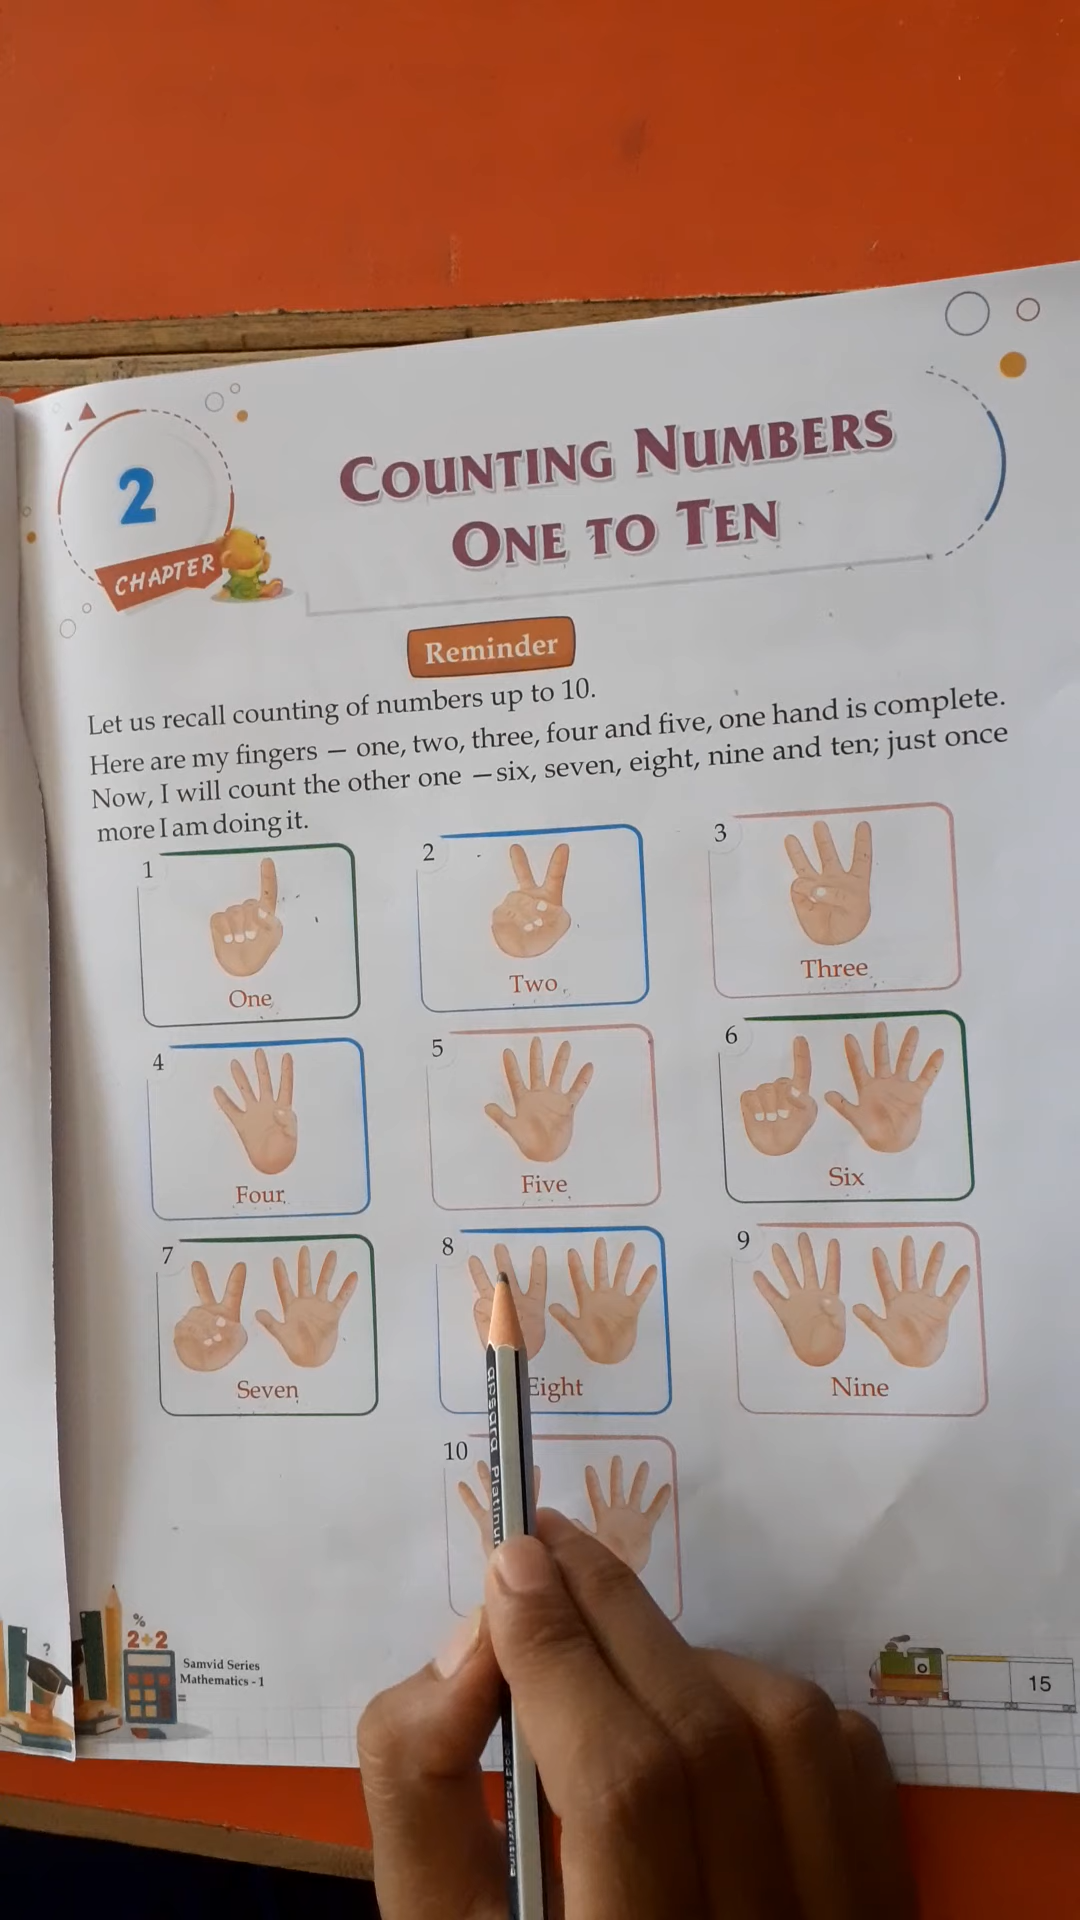 2
CHAPTER
COUNTING NUMBERS
ONE TO TEN
Reminder
Let us recall counting of numbers up to 10.
Here are my fingers — one, two, three, four and five, one hand is complete.
Now, I will count the other one — six, seven, eight, nine and ten; just once
more I am doing it.
1
One
2
Two
3
Three
4
Four
5
Five
6
Six
7
Seven
8
Eight
9
Nine
10
apsara Platinum
%
2+2
=
?
Samvid Series
Mathematics - 1
15